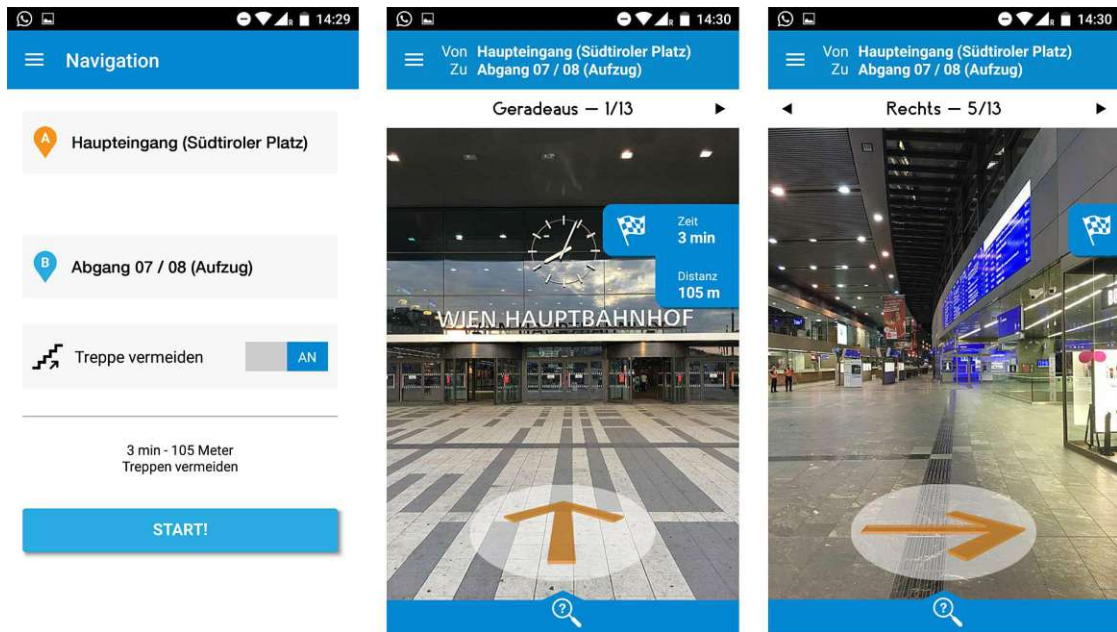 14:29
Navigation
A
Haupteingang (Südtiroler Platz)
B
Abgang 07 / 08 (Aufzug)
Treppe vermeiden
AN
3 min - 105 Meter
Treppen vermeiden
START!
R
14:30
Von Haupteingang (Südtiroler Platz)
Zu Abgang 07 / 08 (Aufzug)
Geradeaus – 1/13
Zeit
3 min
Distanz
105 m
WIEN HAUPTBAHNHOF
?
R
14:30
Von Haupteingang (Südtiroler Platz)
Zu Abgang 07 / 08 (Aufzug)
Rechts – 5/13
?